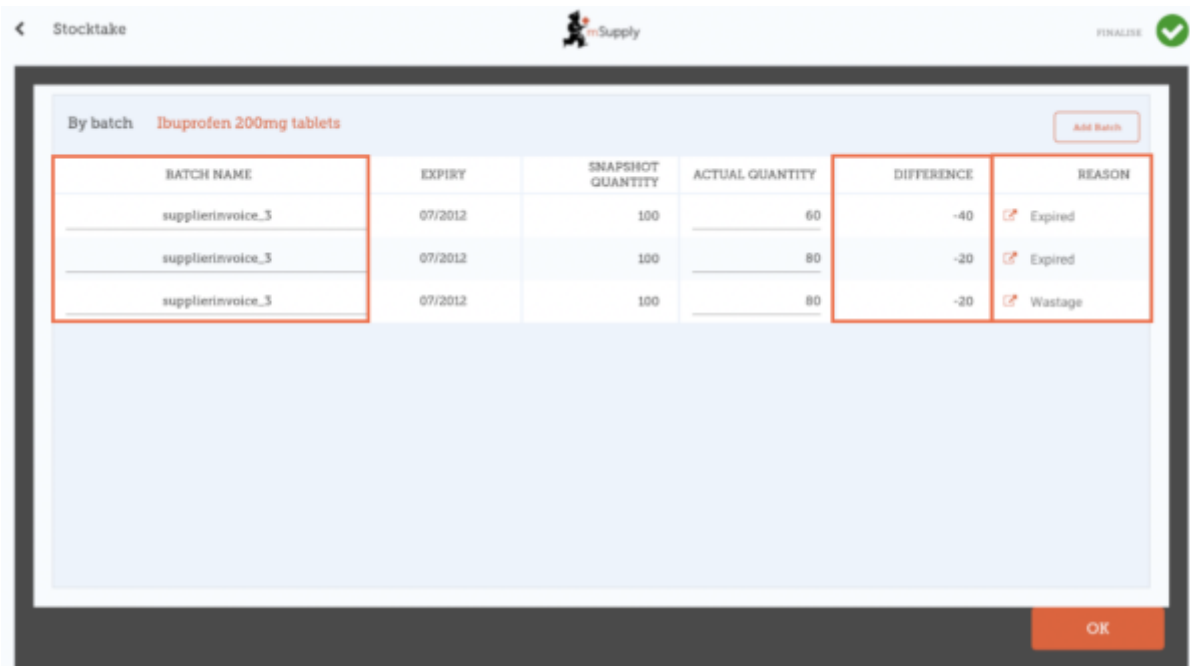 Stocktake mSupply FINALISE
By batch Ibuprofen 200mg tablets Add Batch
BATCH NAME EXPIRY SNAPSHOT QUANTITY ACTUAL QUANTITY DIFFERENCE REASON
supplierinvoice_3 07/2012 100 60 -40 Expired
supplierinvoice_3 07/2012 100 80 -20 Expired
supplierinvoice_3 07/2012 100 80 -20 Wastage
OK